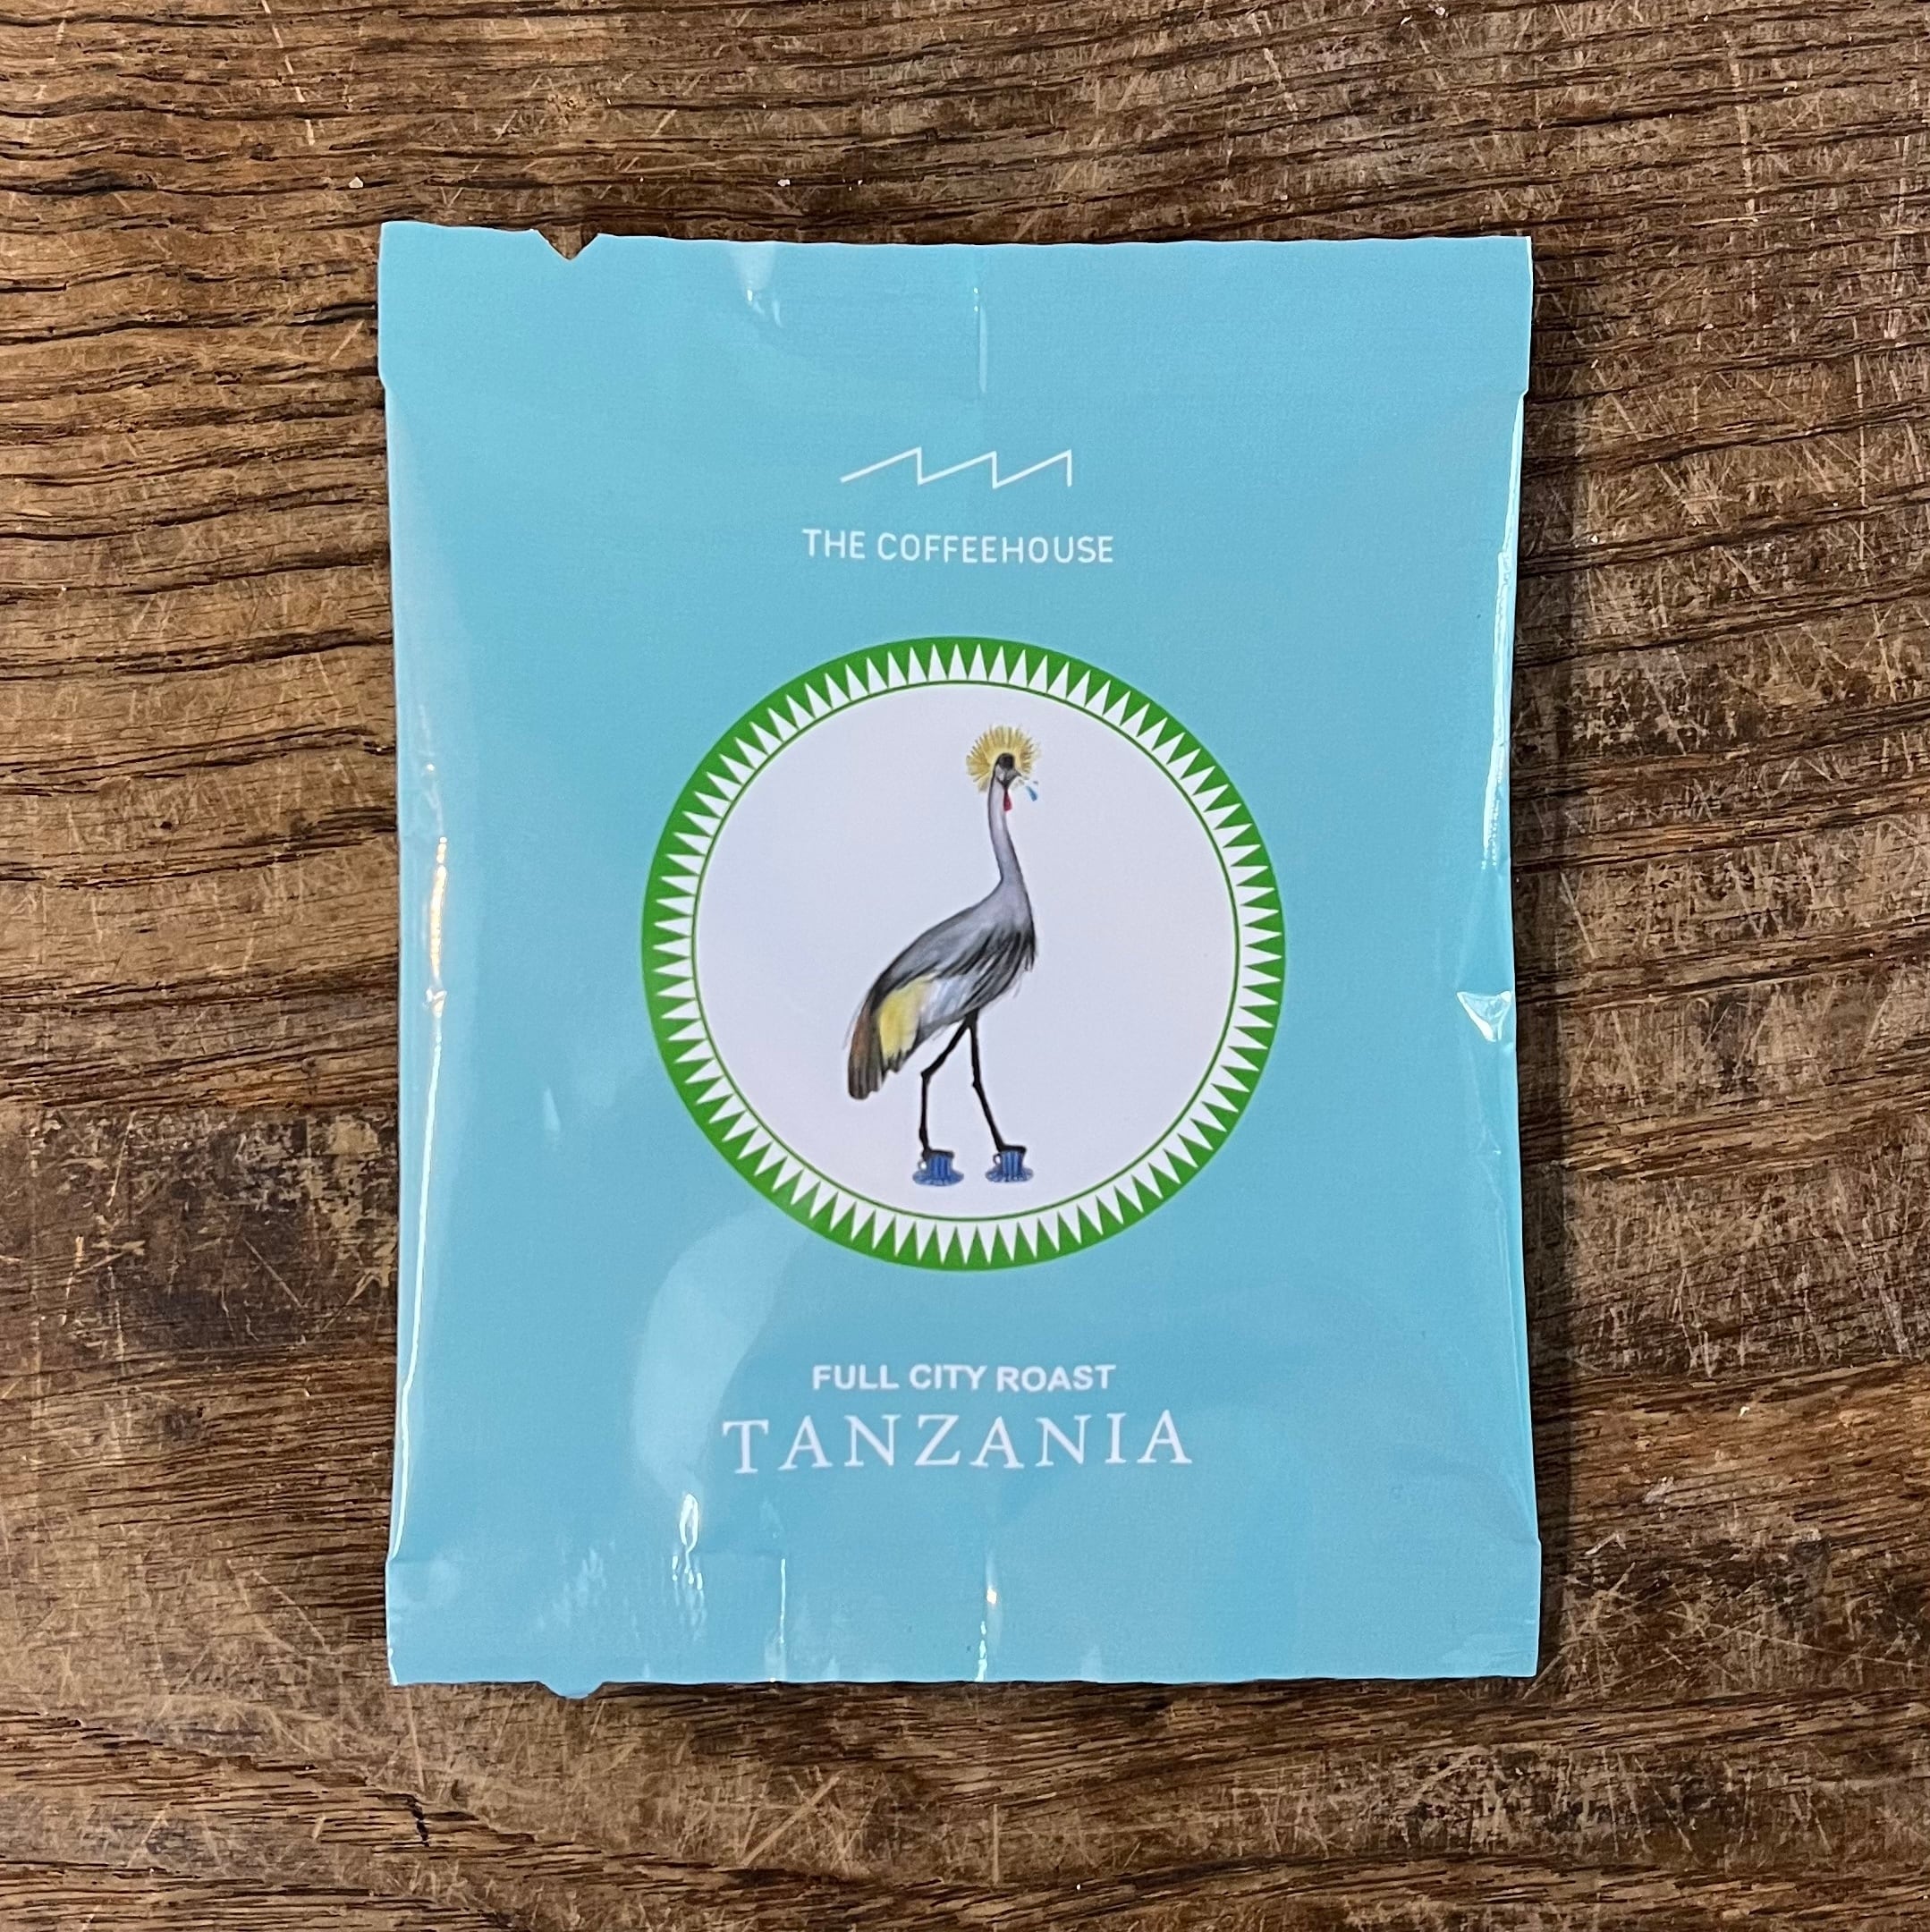 THE COFFEEHOUSE
FULL CITY ROAST
TANZANIA